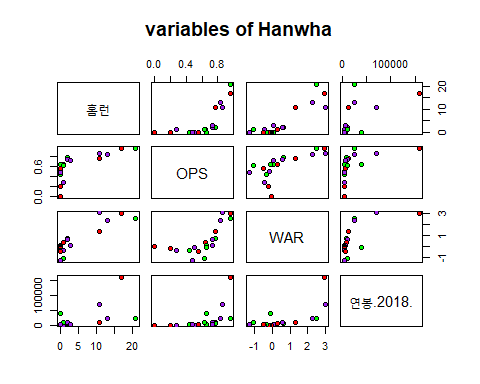 variables of Hanwha
0.0 0.4 0.8 0 100000
홈런
0 5 10 20
0.0 0.6
OPS
WAR
-1 1 3
0 100000
연봉.2018.
0 5 10 20 -1 0 1 2 3